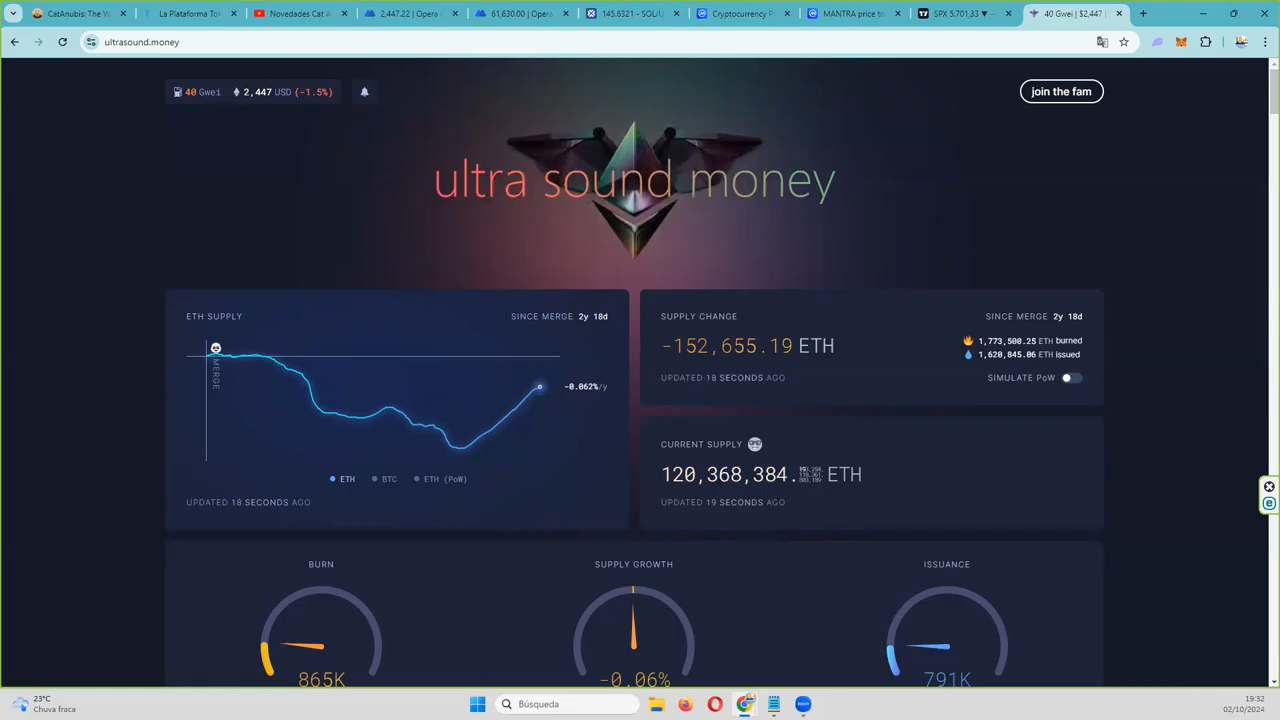 CatAnubis: The W
La Plataforma Tok
Novedades Cat A
2,447.22 | Opera c
61,630.00 | Opera
145.6321 - SOL/U
Cryptocurrency P
MANTRA price to
SPX 5.701,33 ▼ −
40 Gwei | $2,447
ultrasound.money
40 Gwei 2,447 USD (-1.5%)
join the fam
ultra sound money
ETH SUPPLY
SINCE MERGE 2y 18d
MERGE
-0.062%/y
ETH BTC ETH (PoW)
UPDATED 18 SECONDS AGO
SUPPLY CHANGE
SINCE MERGE 2y 18d
-152,655.19 ETH
1,773,500.25 ETH burned
1,620,845.06 ETH issued
UPDATED 18 SECONDS AGO
SIMULATE PoW
CURRENT SUPPLY
120,368,384. ETH
UPDATED 19 SECONDS AGO
BURN
865K
SUPPLY GROWTH
-0.06%
ISSUANCE
791K
23°C
Chuva fraca
Búsqueda
zoom
19:32
02/10/2024